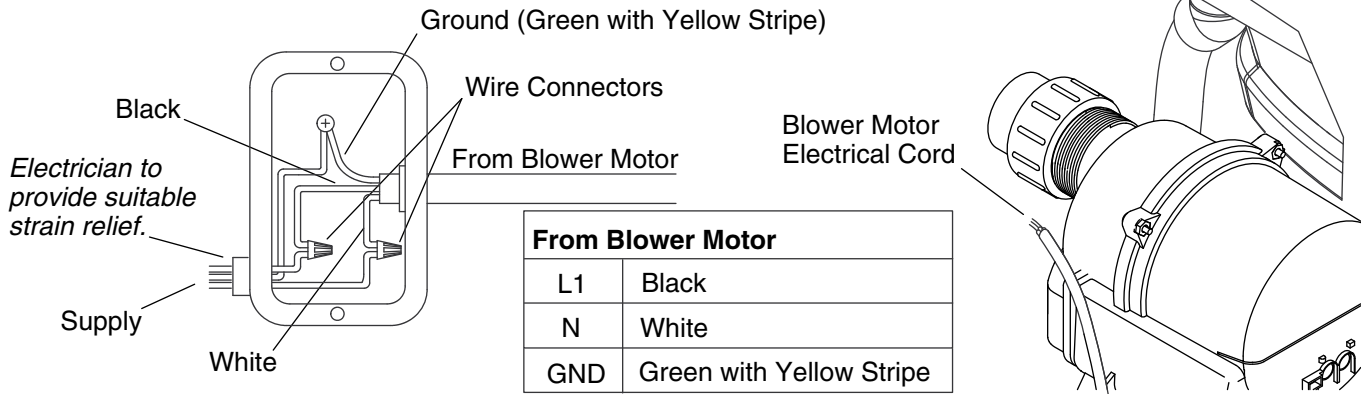 Ground (Green with Yellow Stripe)
Wire Connectors
Black
From Blower Motor
Electrician to
provide suitable
strain relief.
Supply
White
From Blower Motor
L1 Black
N White
GND Green with Yellow Stripe
Blower Motor
Electrical Cord